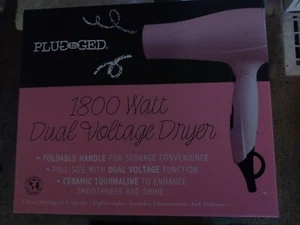 PLUGGED.
1800 Watt
Dual Voltage Dryer
• FOLDABLE HANDLE FOR STORAGE CONVENIENCE
• FULL-SIZE WITH DUAL VOLTAGE FUNCTION
• CERAMIC TOURMALINE TO ENHANCE
SMOOTHNESS AND SHINE